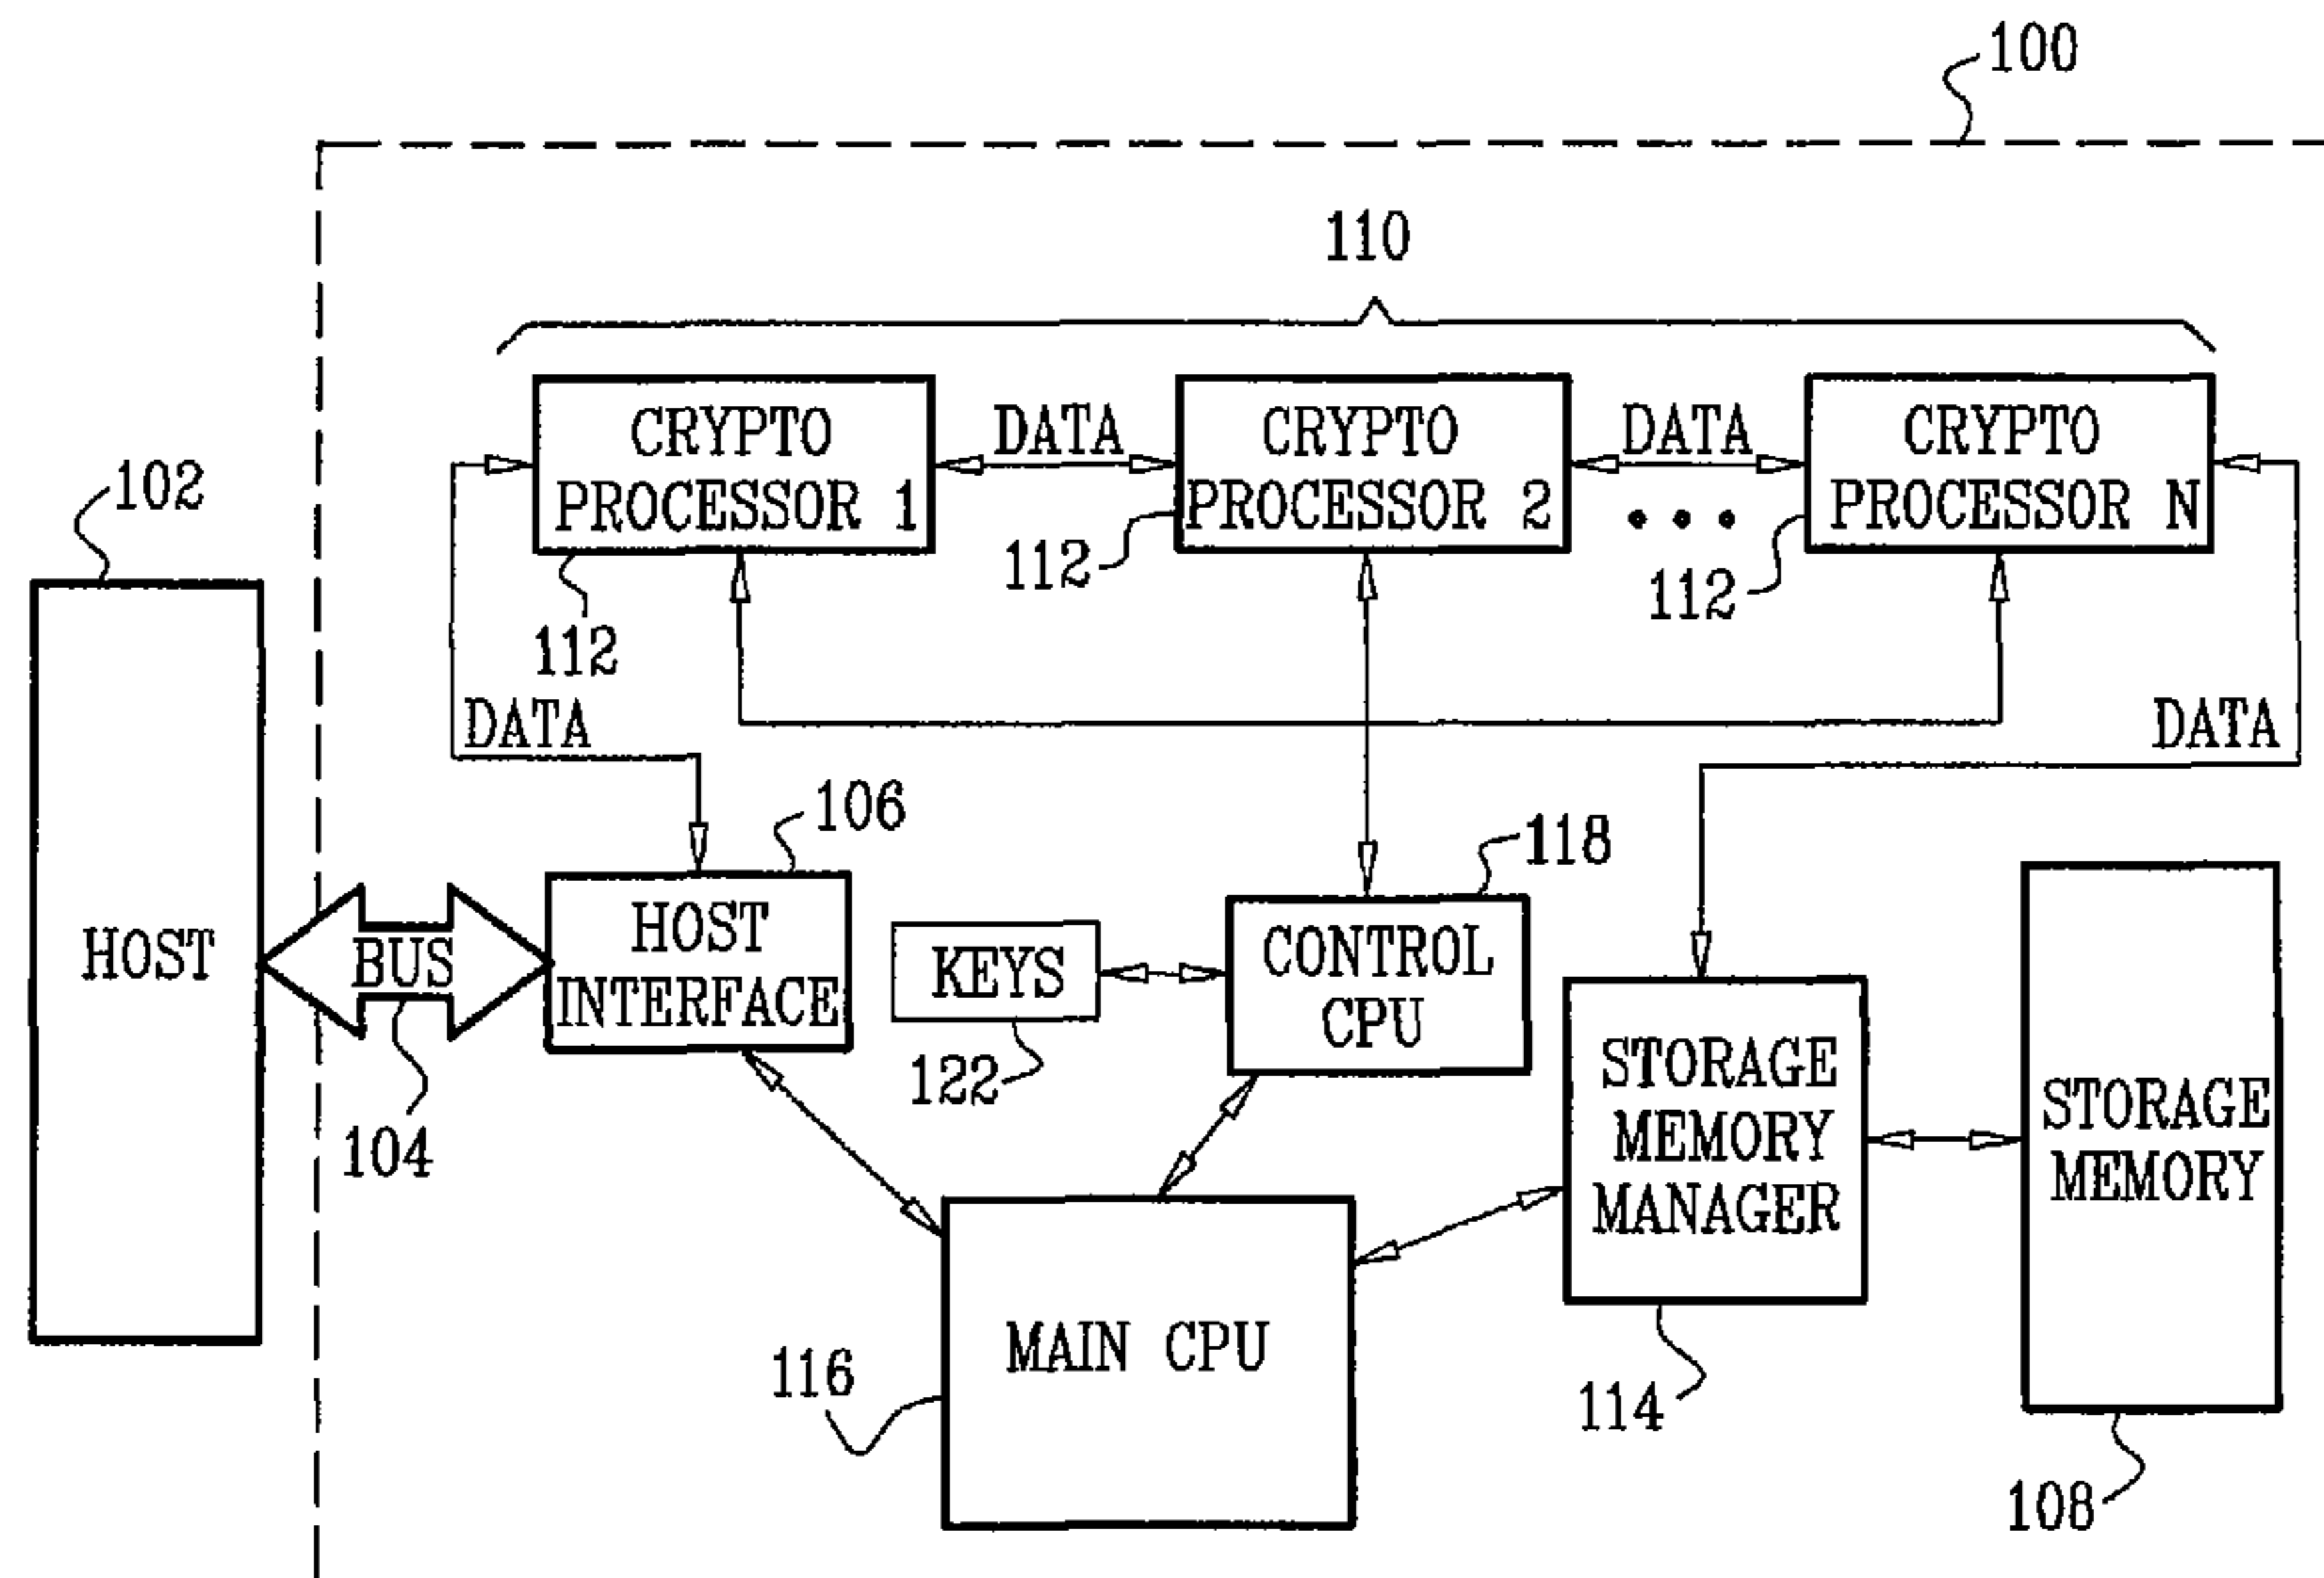 100
110
CRYPTO
PROCESSOR 1
DATA
CRYPTO
PROCESSOR 2
DATA
CRYPTO
PROCESSOR N
• • •
102
112
112
112
DATA
DATA
HOST
BUS
104
106
HOST
INTERFACE
KEYS
122
118
CONTROL
CPU
STORAGE
MEMORY
MANAGER
114
STORAGE
MEMORY
108
MAIN CPU
116